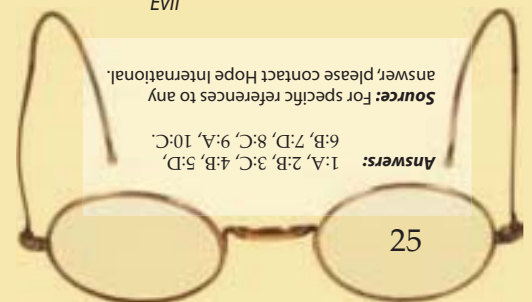 Evil
Answers: 1:A, 2:B, 3:C, 4:B, 5:D,
6:B, 7:D, 8:C, 9:A, 10:C.
Source: For specific references to any
answer, please contact Hope International.
25